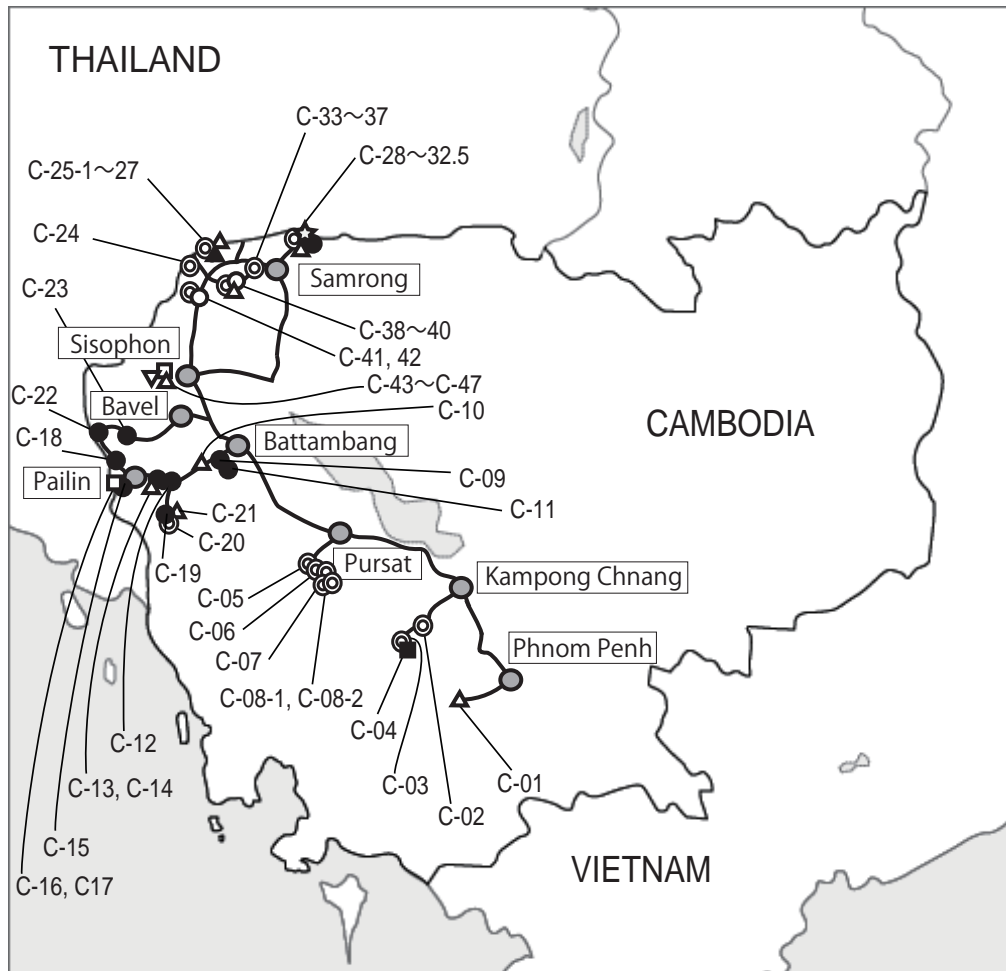 THAILAND
C-33～37
C-28～32.5
C-25-1～27
C-24
C-23
Samrong
C-38～40
Sisophon
C-41, 42
C-43～C-47
C-22
Bavel
C-10
CAMBODIA
C-18
Battambang
Pailin
C-09
C-11
C-21
C-20
C-19
Pursat
C-05
Kampong Chnang
C-06
Phnom Penh
C-07
C-08-1, C-08-2
C-04
C-12
C-03
C-01
C-13, C-14
C-02
C-15
VIETNAM
C-16, C17